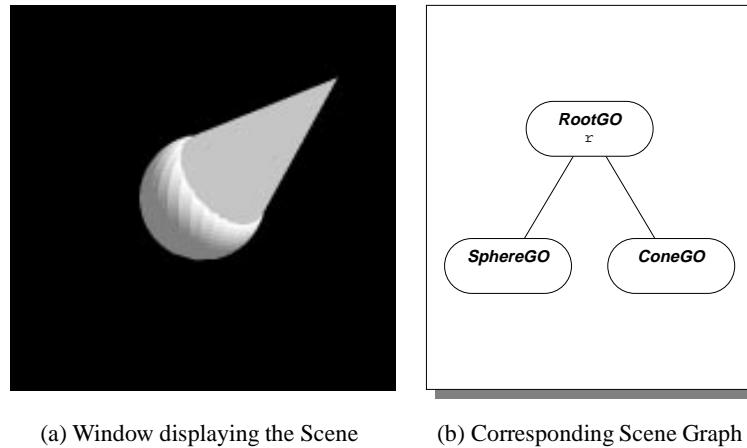 RootGO
r
SphereGO
ConeGO
(a) Window displaying the Scene
(b) Corresponding Scene Graph